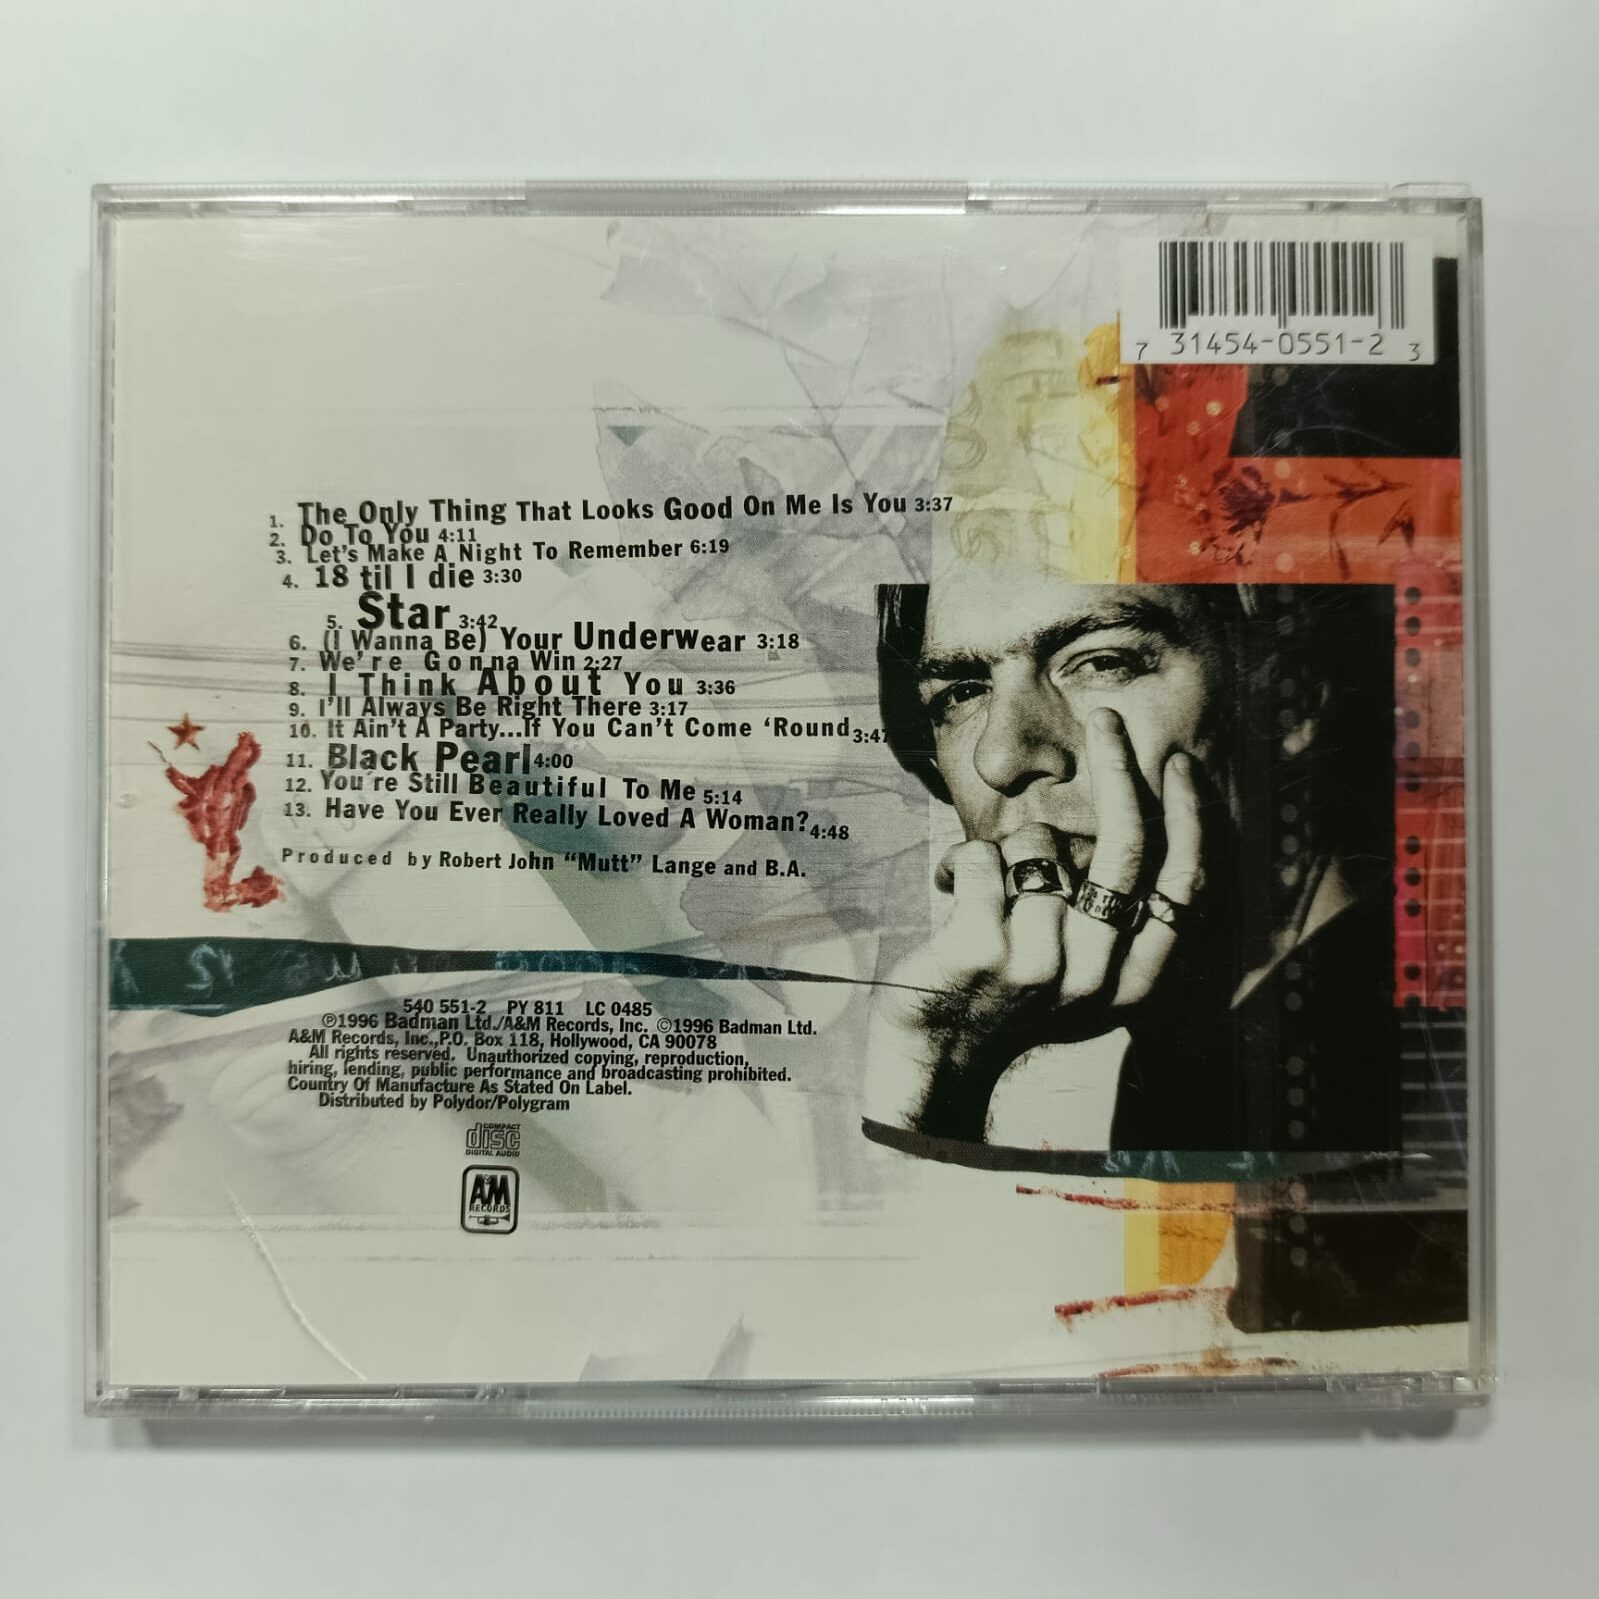 7 31454-0551-2 3
1. The Only Thing That Looks Good On Me Is You 3:37
2. Do To You 4:11
3. Let's Make A Night To Remember 6:19
4. 18 til I die 3:30
5. Star 3:42
6. (I Wanna Be) Your Underwear 3:18
7. We're Gonna Win 2:27
8. I Think About You 3:36
9. I'll Always Be Right There 3:17
10. It Ain't A Party...If You Can't Come 'Round 3:47
11. Black Pearl 4:00
12. You're Still Beautiful To Me 5:14
13. Have You Ever Really Loved A Woman? 4:48
Produced by Robert John “Mutt” Lange and B.A.
540 551-2 PY 811 LC 0485
℗1996 Badman Ltd./A&M Records, Inc. ©1996 Badman Ltd.
A&M Records, Inc.,P.O. Box 118, Hollywood, CA 90078
All rights reserved. Unauthorized copying, reproduction,
hiring, lending, public performance and broadcasting prohibited.
Country Of Manufacture As Stated On Label.
Distributed by Polydor/Polygram
COMPACT
disc
DIGITAL AUDIO
A&M
RECORDS